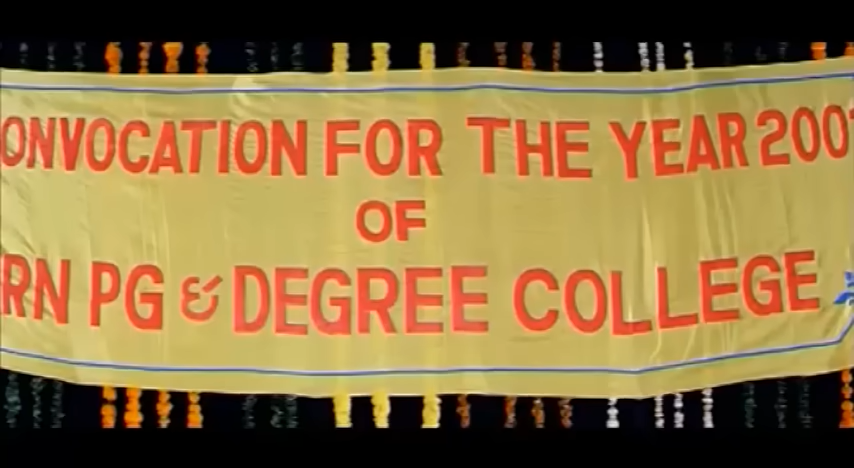 ONVOCATION FOR THE YEAR 200
OF
RN PG & DEGREE COLLEGE